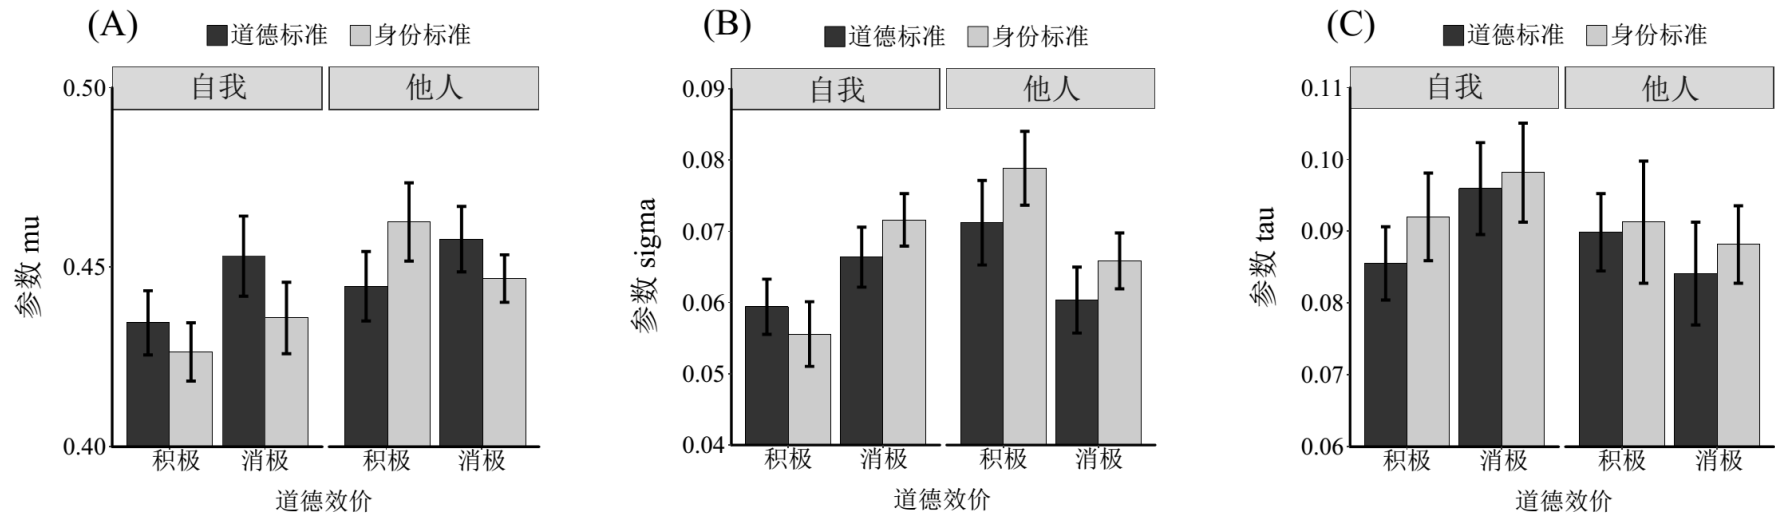 (A)
道德标准 身份标准
自我 他人
0.50
0.45
0.40
参数 mu
积极 消极 积极 消极
道德效价
(B)
道德标准 身份标准
自我 他人
0.09
0.08
0.07
0.06
0.05
0.04
参数 sigma
积极 消极 积极 消极
道德效价
(C)
道德标准 身份标准
自我 他人
0.11
0.10
0.09
0.08
0.07
0.06
参数 tau
积极 消极 积极 消极
道德效价